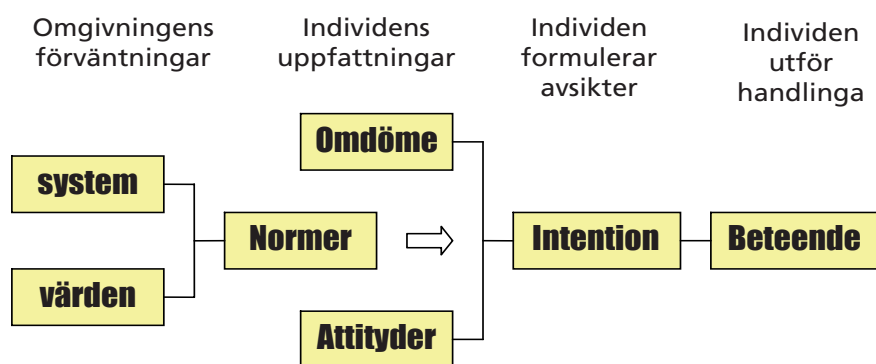 Omgivningens
förväntningar
Individens
uppfattningar
Individen
formulerar
avsikter
Individen
utför
handlinga
system
värden
Normer
Omdöme
Attityder
Intention
Beteende